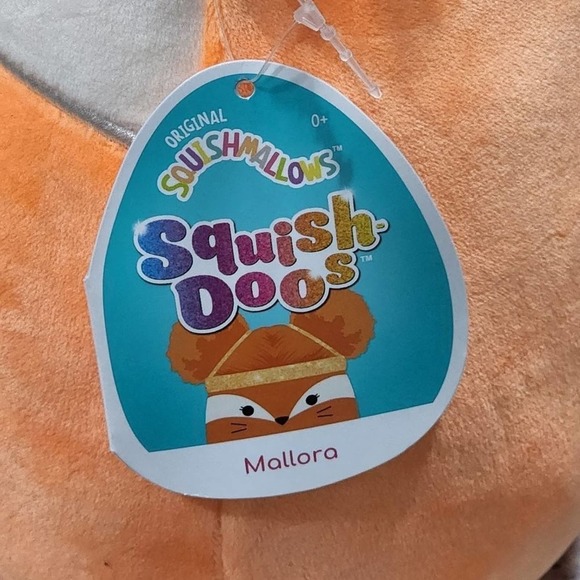 ORIGINAL
0+
SQUISHMALLOWS™
Squish-
Doos™
Mallora